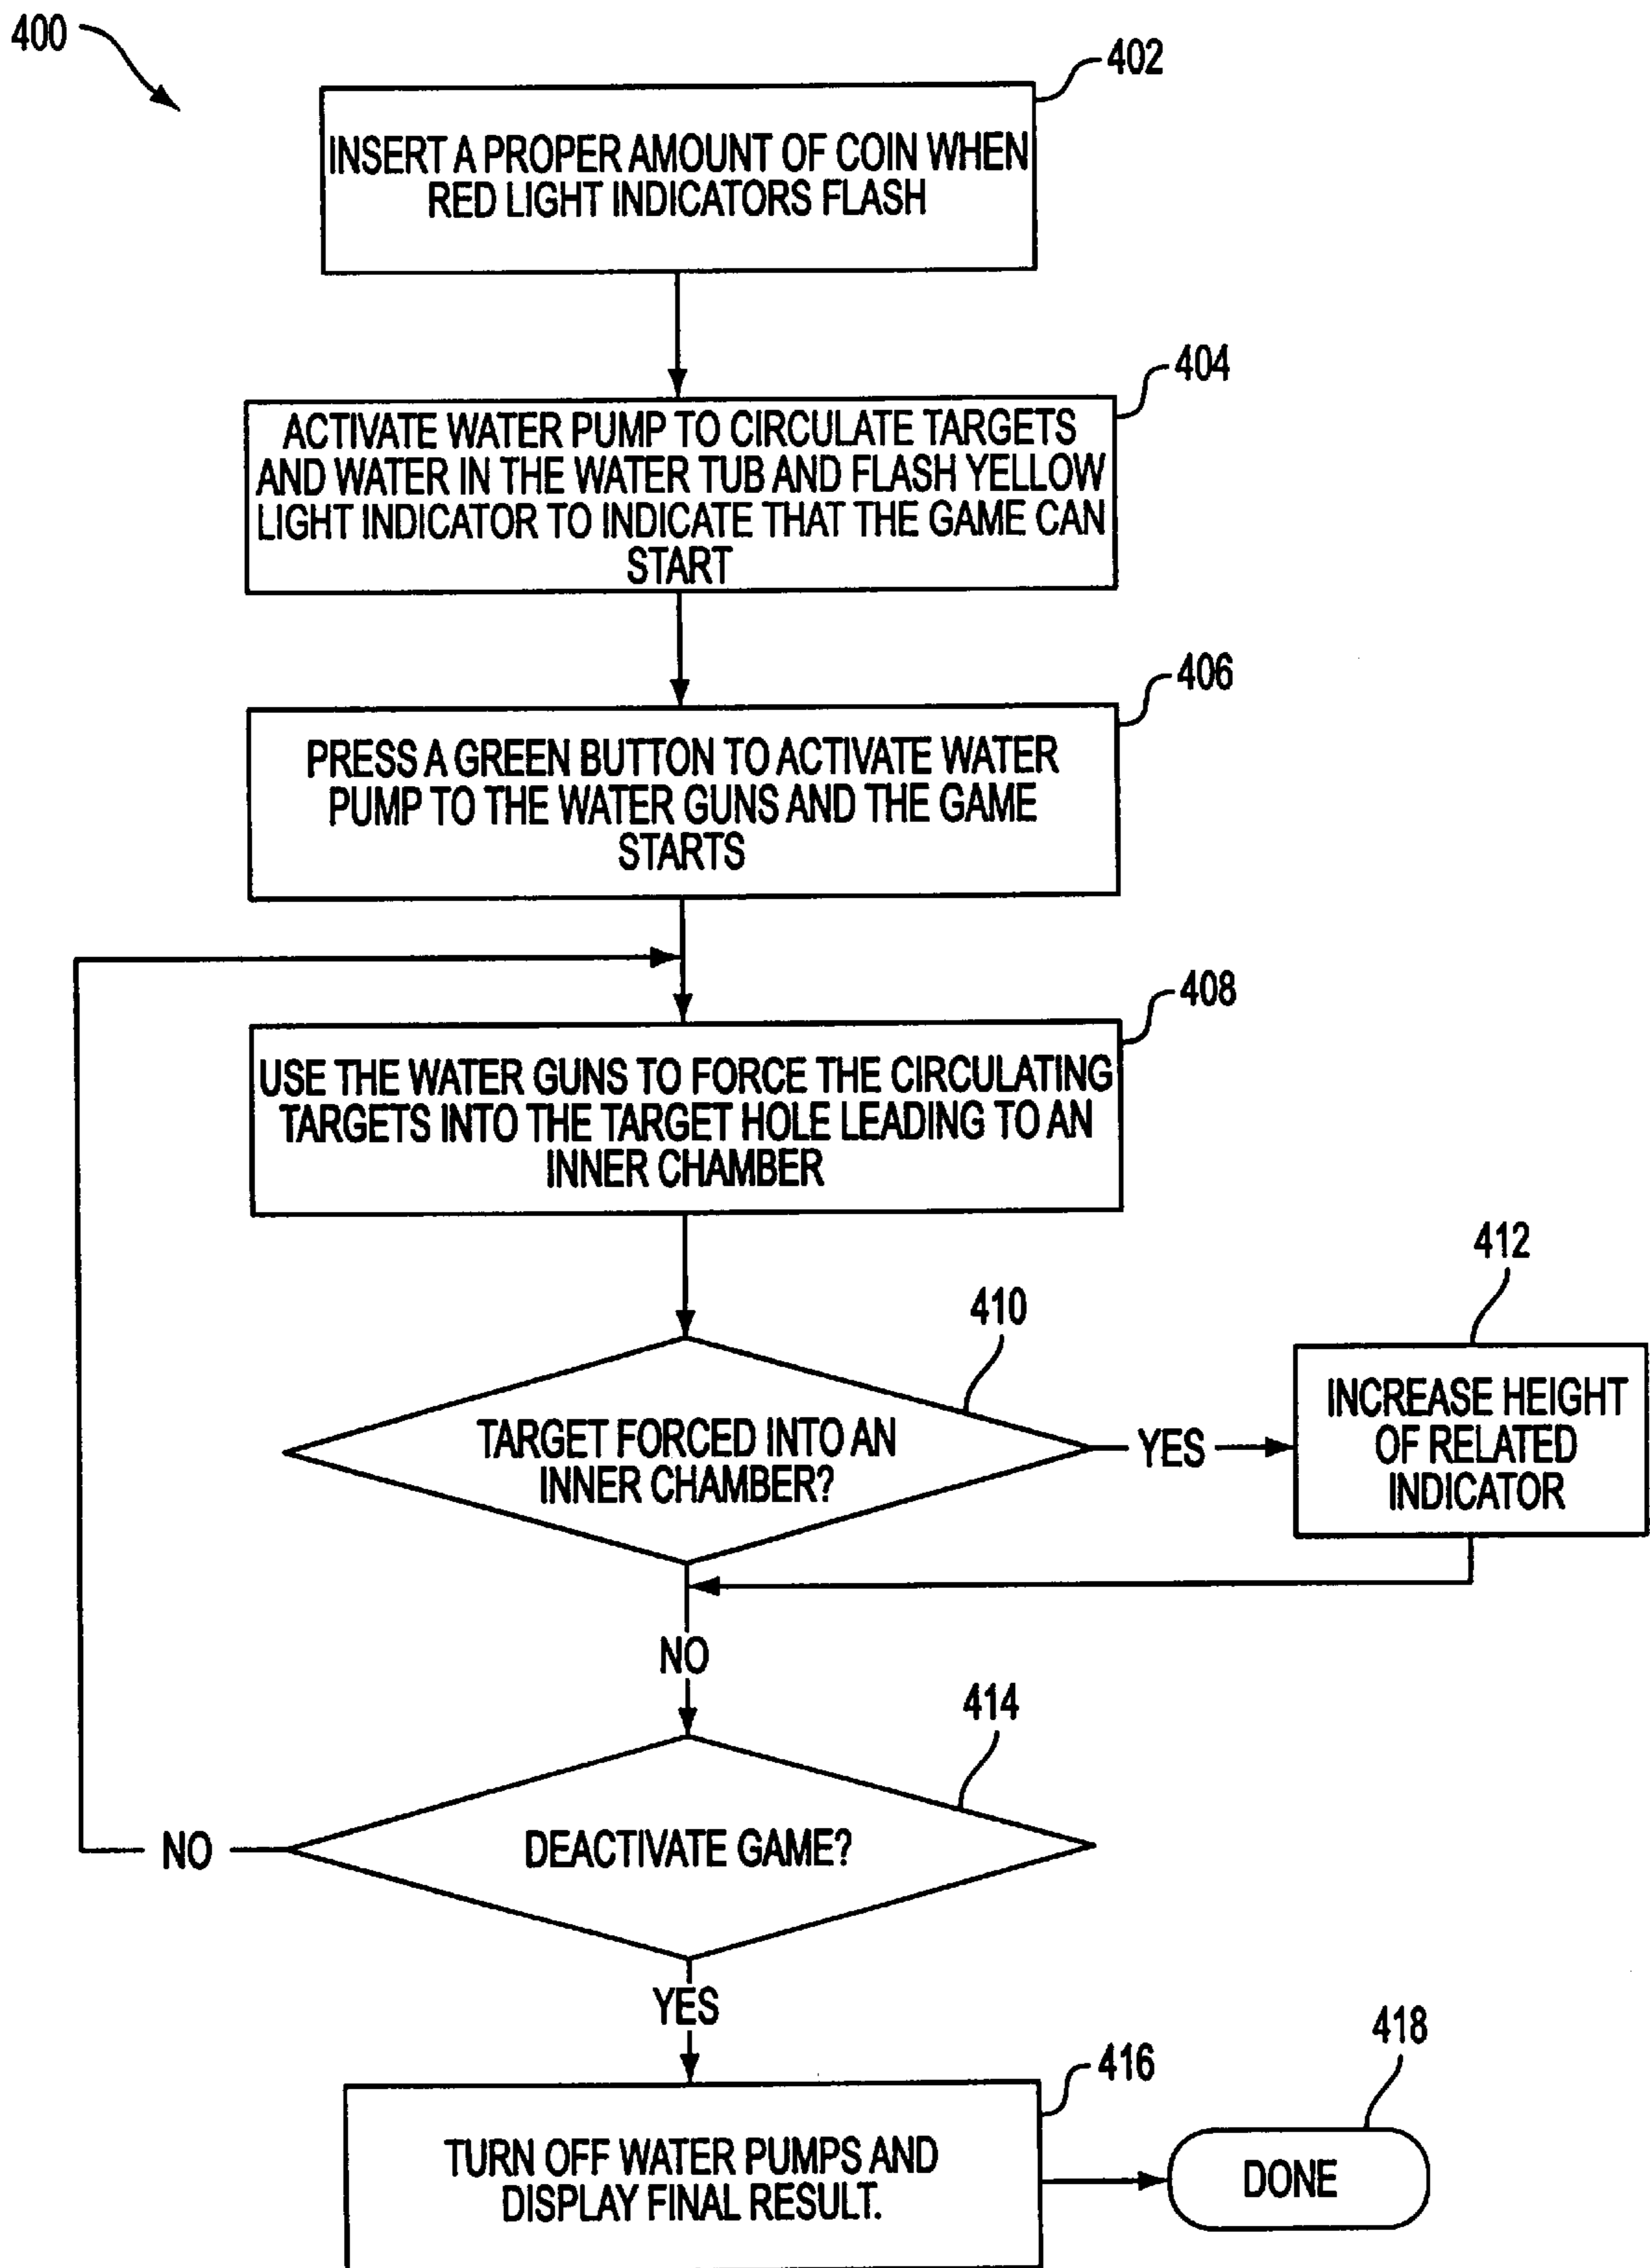 400
402
INSERT A PROPER AMOUNT OF COIN WHEN
RED LIGHT INDICATORS FLASH
404
ACTIVATE WATER PUMP TO CIRCULATE TARGETS
AND WATER IN THE WATER TUB AND FLASH YELLOW
LIGHT INDICATOR TO INDICATE THAT THE GAME CAN
START
406
PRESS A GREEN BUTTON TO ACTIVATE WATER
PUMP TO THE WATER GUNS AND THE GAME
STARTS
408
USE THE WATER GUNS TO FORCE THE CIRCULATING
TARGETS INTO THE TARGET HOLE LEADING TO AN
INNER CHAMBER
410
TARGET FORCED INTO AN
INNER CHAMBER?
YES
412
INCREASE HEIGHT
OF RELATED
INDICATOR
NO
414
DEACTIVATE GAME?
NO
YES
416
TURN OFF WATER PUMPS AND
DISPLAY FINAL RESULT.
418
DONE